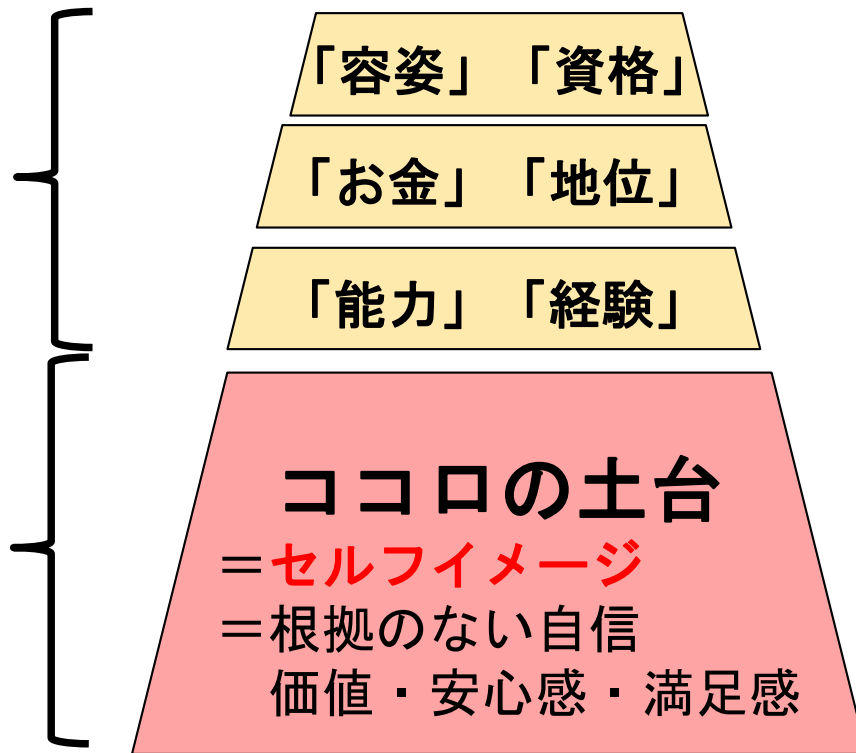 「容姿」「資格」
「お金」「地位」
「能力」「経験」
ココロの土台
＝セルフイメージ
＝根拠のない自信
価値・安心感・満足感